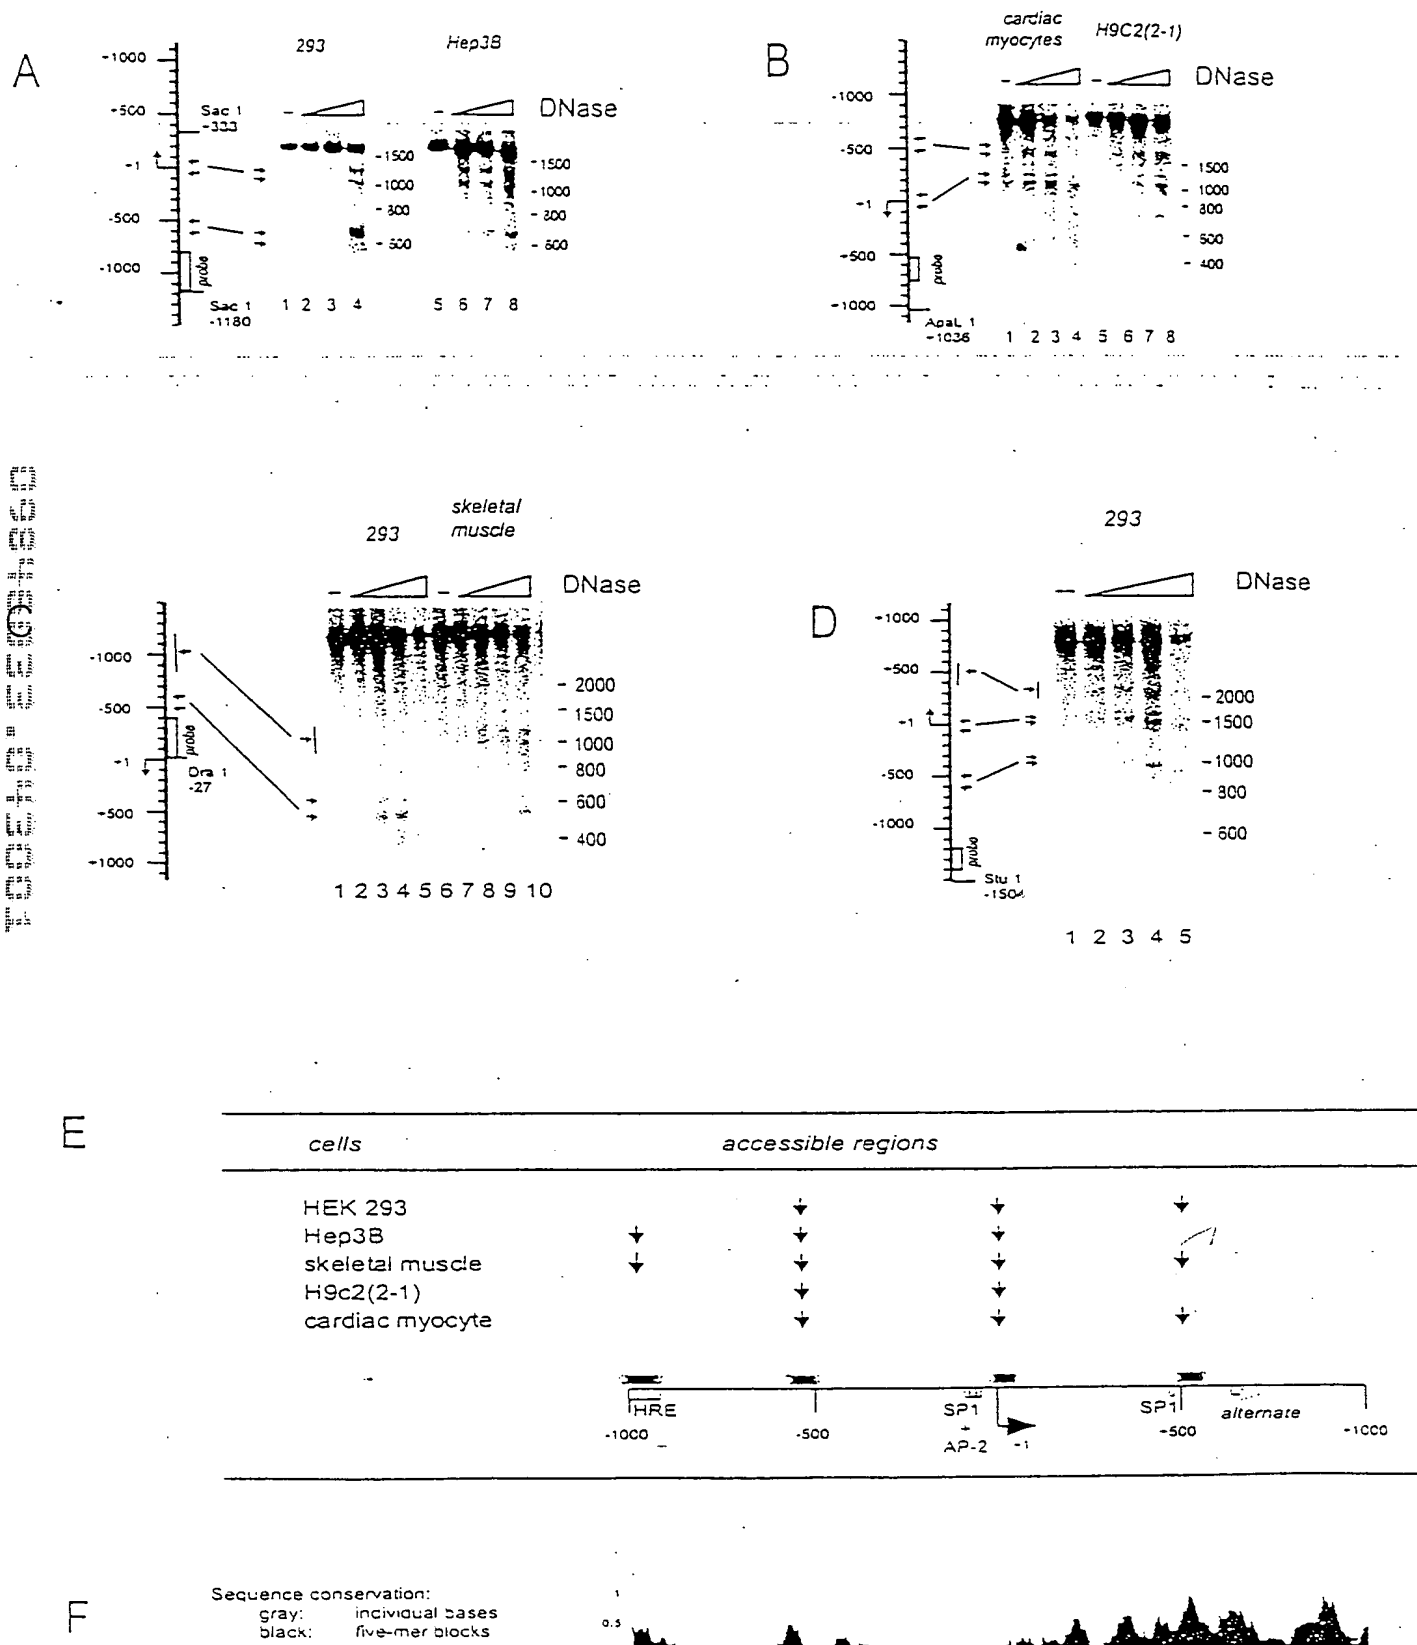 A
293
Hep3B
DNase
-1000
-500
Sac 1
-333
-1
-500
-1000
probe
Sac 1
-1180
-1500
-1000
-800
-600
-1500
-1000
-800
-600
1 2 3 4 5 6 7 8
B
cardiac
myocytes
H9C2(2-1)
DNase
-1000
-500
-1
+500
-1000
probe
ApaL 1
-1036
-1500
-1000
-800
-600
-400
1 2 3 4 5 6 7 8
C
293
skeletal
muscle
DNase
-1000
-500
probe
-1
Dra 1
-27
+500
-1000
-2000
-1500
-1000
-800
-600
-400
1 2 3 4 5 6 7 8 9 10
D
293
DNase
-1000
+500
-1
-500
-1000
probe
Stu 1
-1504
-2000
-1500
-1000
-800
-600
1 2 3 4 5
E
cells
accessible regions
HEK 293
Hep3B
skeletal muscle
H9c2(2-1)
cardiac myocyte
HRE
SP1
SP1
alternate
-1000
-500
AP-2
-1
+500
-1000
F
Sequence conservation:
gray: individual bases
black: five-mer blocks
1
0.5